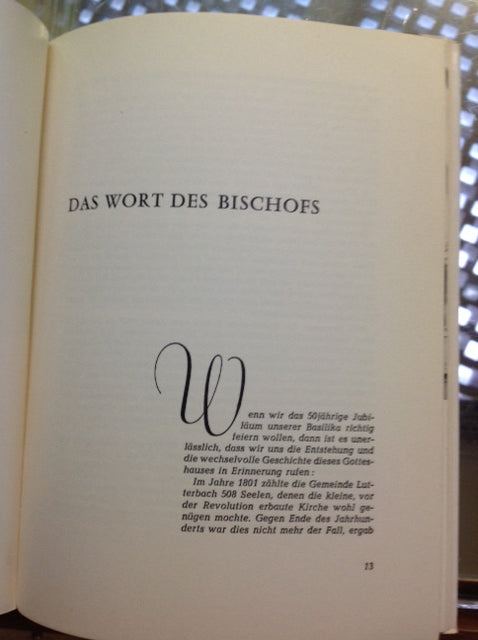 DAS WORT DES BISCHOFS
Wenn wir das 50jährige Jubi-
läum unserer Basilika richtig
feiern wollen, dann ist es uner-
lässlich, dass wir uns die Entstehung und
die wechselvolle Geschichte dieses Gottes-
hauses in Erinnerung rufen :
Im Jahre 1801 zählte die Gemeinde Lut-
terbach 508 Seelen, denen die kleine, vor
der Revolution erbaute Kirche wohl ge-
nügen mochte. Gegen Ende des Jahrhun-
derts war dies nicht mehr der Fall, ergab
13